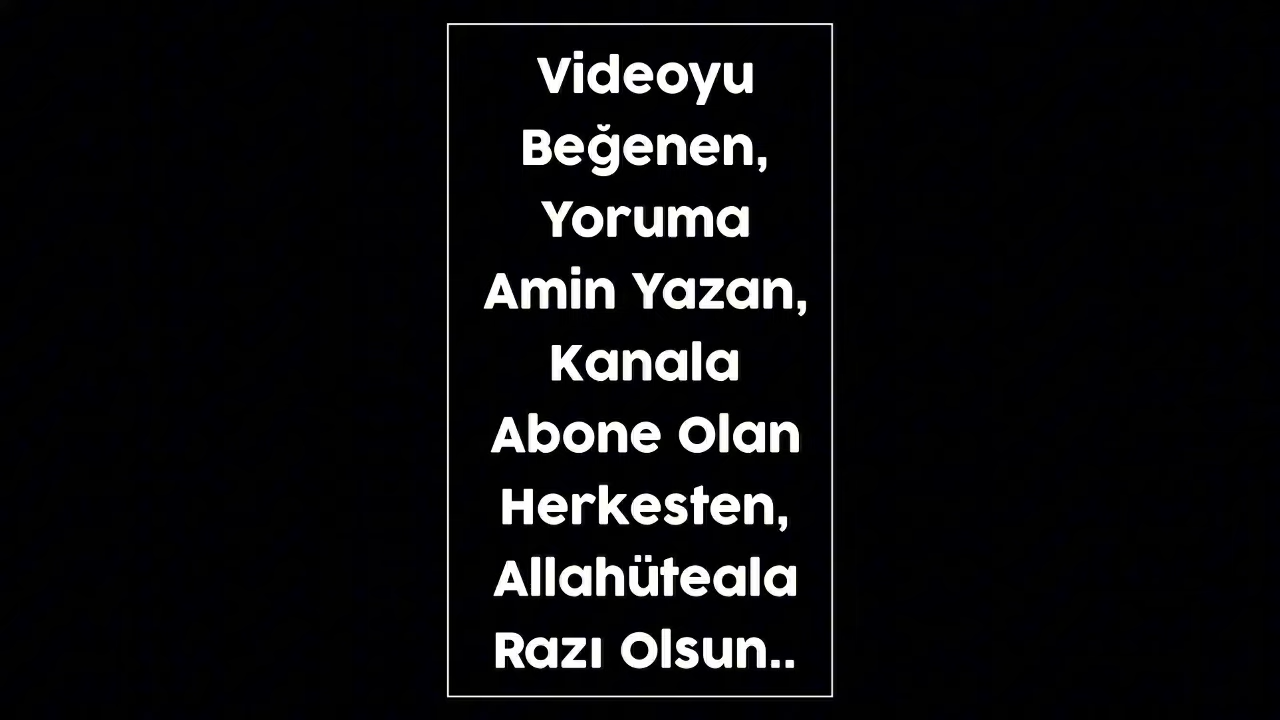 Videoyu
Beğenen,
Yoruma
Amin Yazan,
Kanala
Abone Olan
Herkesten,
Allahüteala
Razı Olsun..